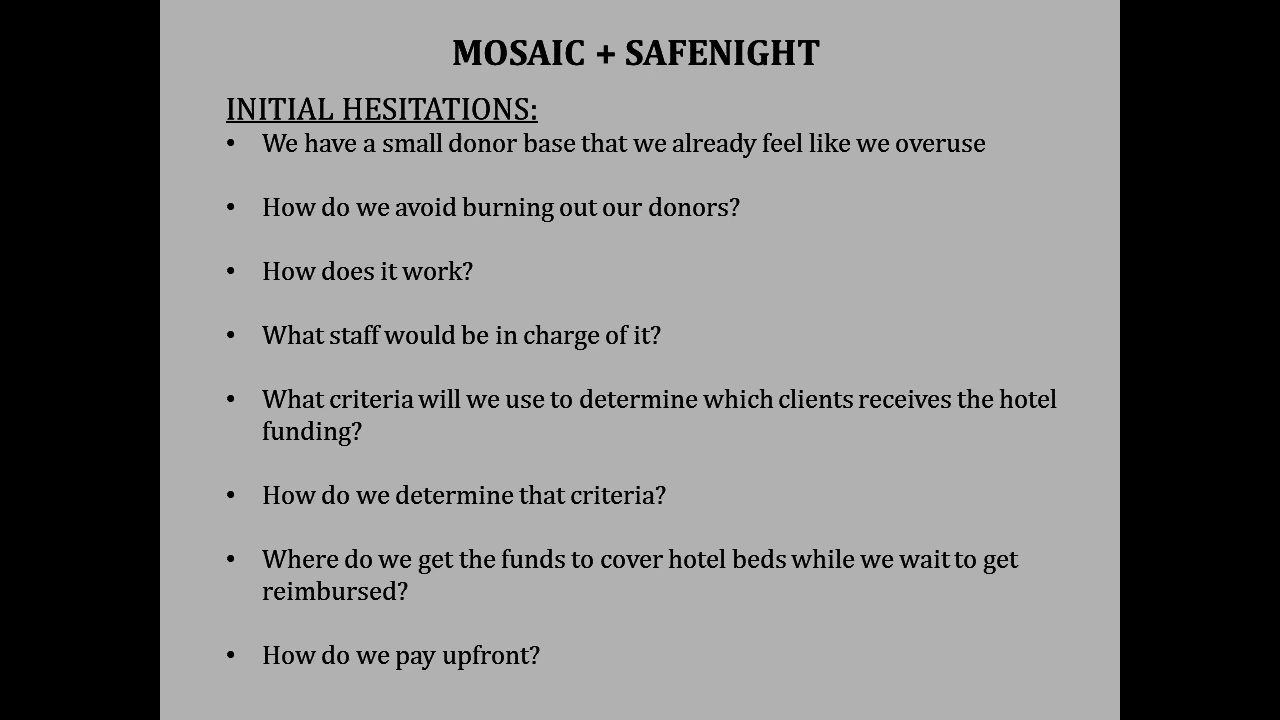 MOSAIC + SAFENIGHT
INITIAL HESITATIONS:
• We have a small donor base that we already feel like we overuse
• How do we avoid burning out our donors?
• How does it work?
• What staff would be in charge of it?
• What criteria will we use to determine which clients receives the hotel
funding?
• How do we determine that criteria?
• Where do we get the funds to cover hotel beds while we wait to get
reimbursed?
• How do we pay upfront?